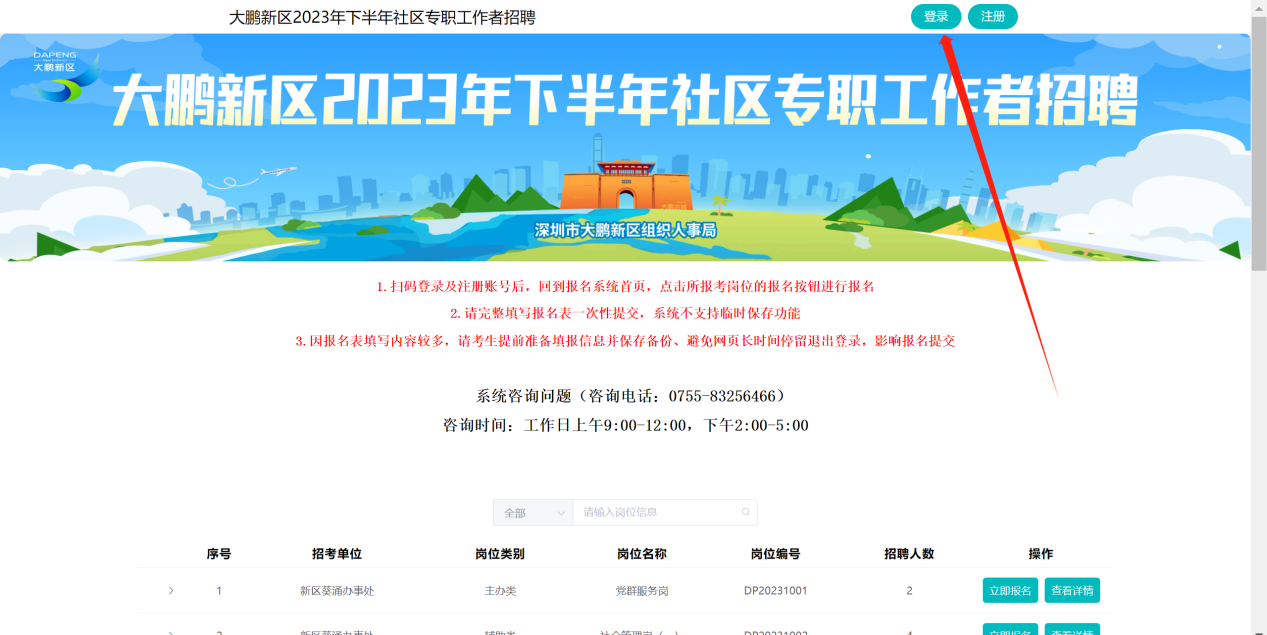 大鹏新区2023年下半年社区专职工作者招聘
登录 注册
DAPENG
大鹏新区
大鹏新区2023年下半年社区专职工作者招聘
深圳市大鹏新区组织人事局
1.扫码登录及注册账号后，回到报名系统首页，点击所报考岗位的报名按钮进行报名
2.请完整填写报名表一次性提交，系统不支持临时保存功能
3.因报名表填写内容较多，请考生提前准备填报信息并保存备份、避免网页长时间停留退出登录，影响报名提交
系统咨询问题（咨询电话：0755-83256466）
咨询时间：工作日上午9:00-12:00，下午2:00-5:00
全部 请输入岗位信息
序号 招考单位 岗位类别 岗位名称 岗位编号 招聘人数 操作
1 新区葵涌办事处 主办类 党群服务岗 DP20231001 2 立即报名 查看详情